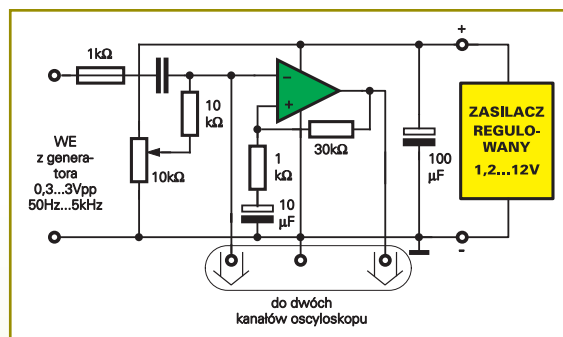 1kΩ
+
10
kΩ
−
+
WE
z genera-
tora
0,3...3Vpp
50Hz...5kHz
10kΩ
1
kΩ
30kΩ
10
µF
100
µF
ZASILACZ
REGULO-
WANY
1,2...12V
-
do dwóch
kanałów oscyloskopu